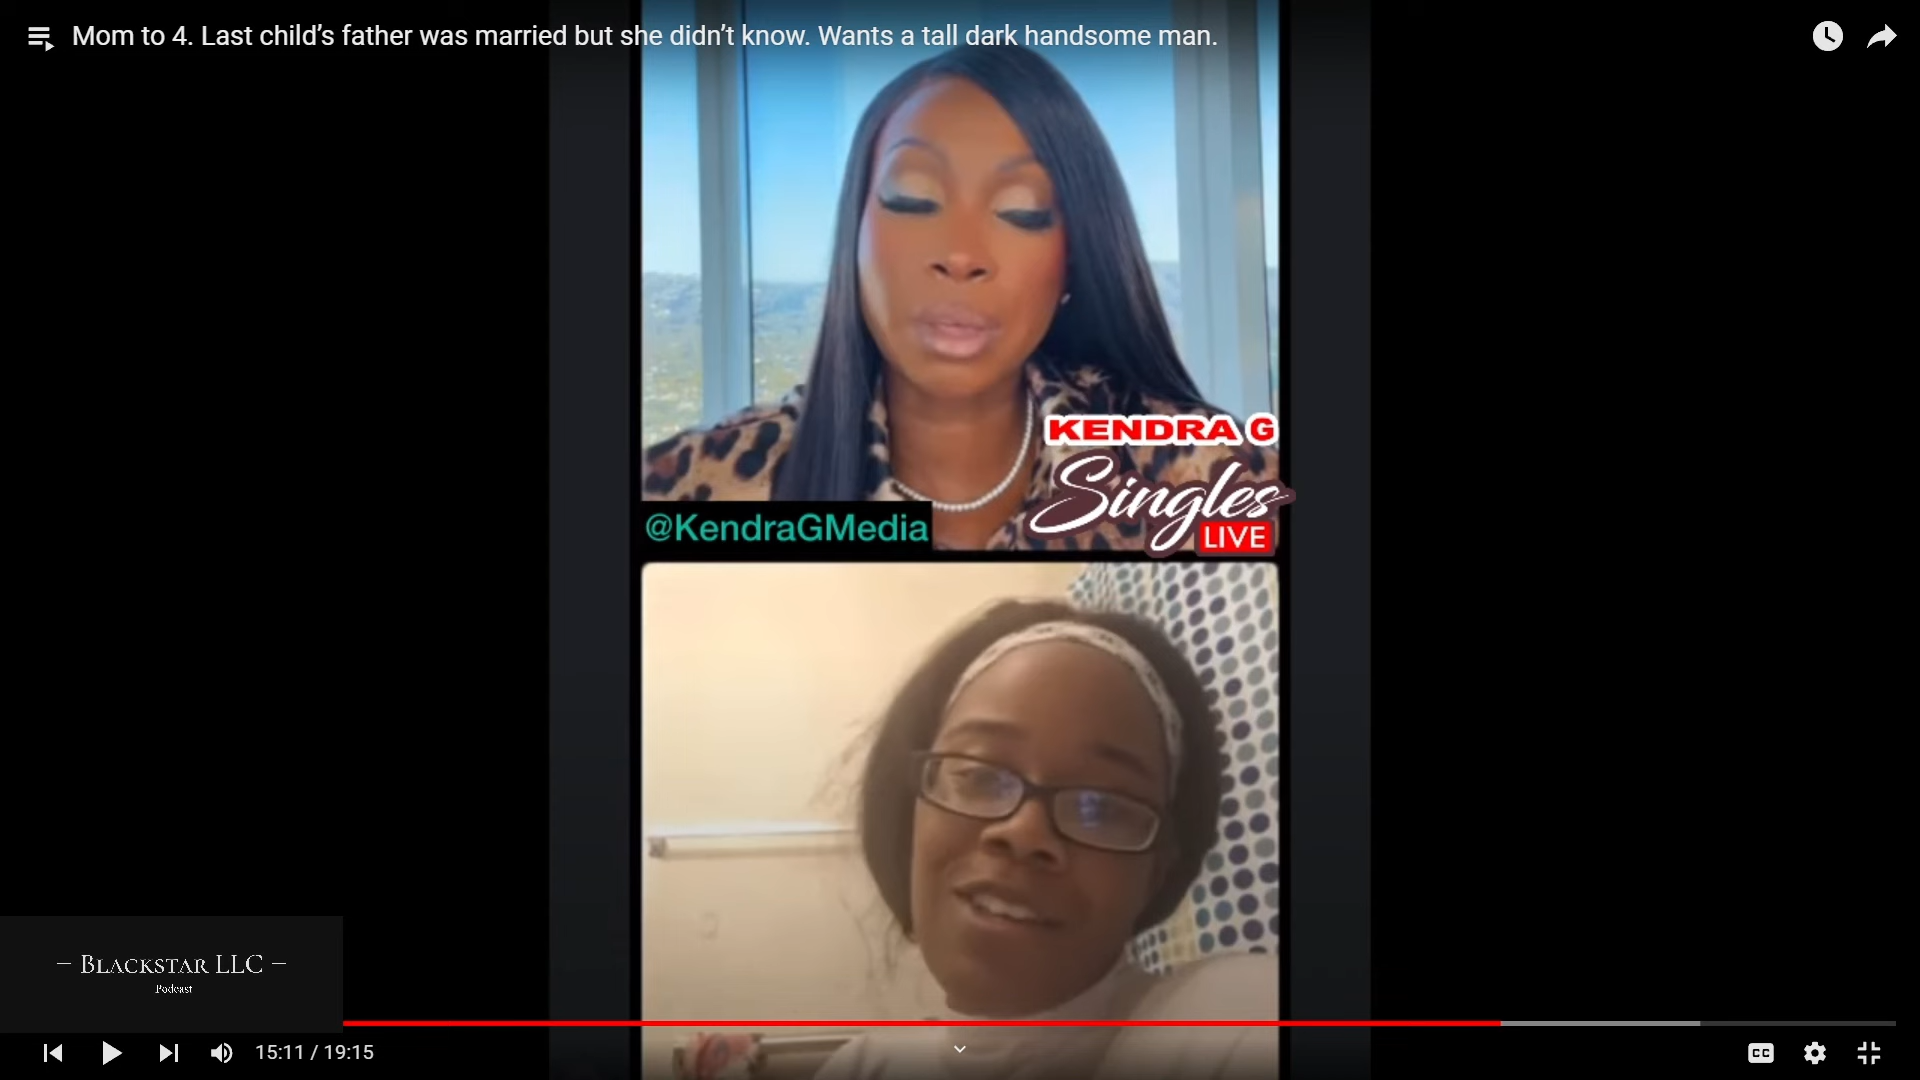 Mom to 4. Last child’s father was married but she didn’t know. Wants a tall dark handsome man.
KENDRA G
Singles
LIVE
@KendraGMedia
— BLACKSTAR LLC —
Podcast
15:11 / 19:15
CC